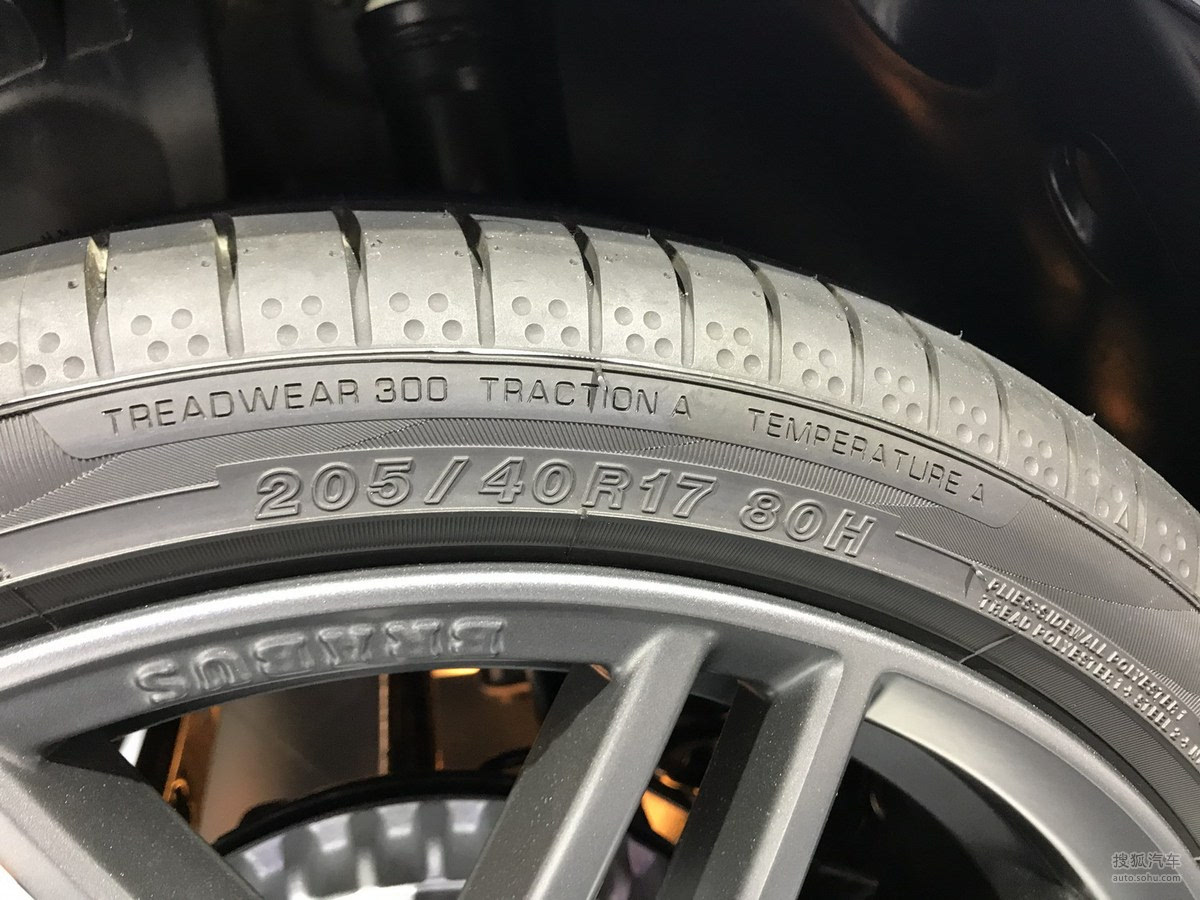 TREADWEAR 300 TRACTION A TEMPERATURE A
205/40R17 80H
PLIES:SIDEWALL POLYESTER 1
TREAD POLYESTER 1 + STEEL 2 +
BRABUS
搜狐汽车
auto.sohu.com